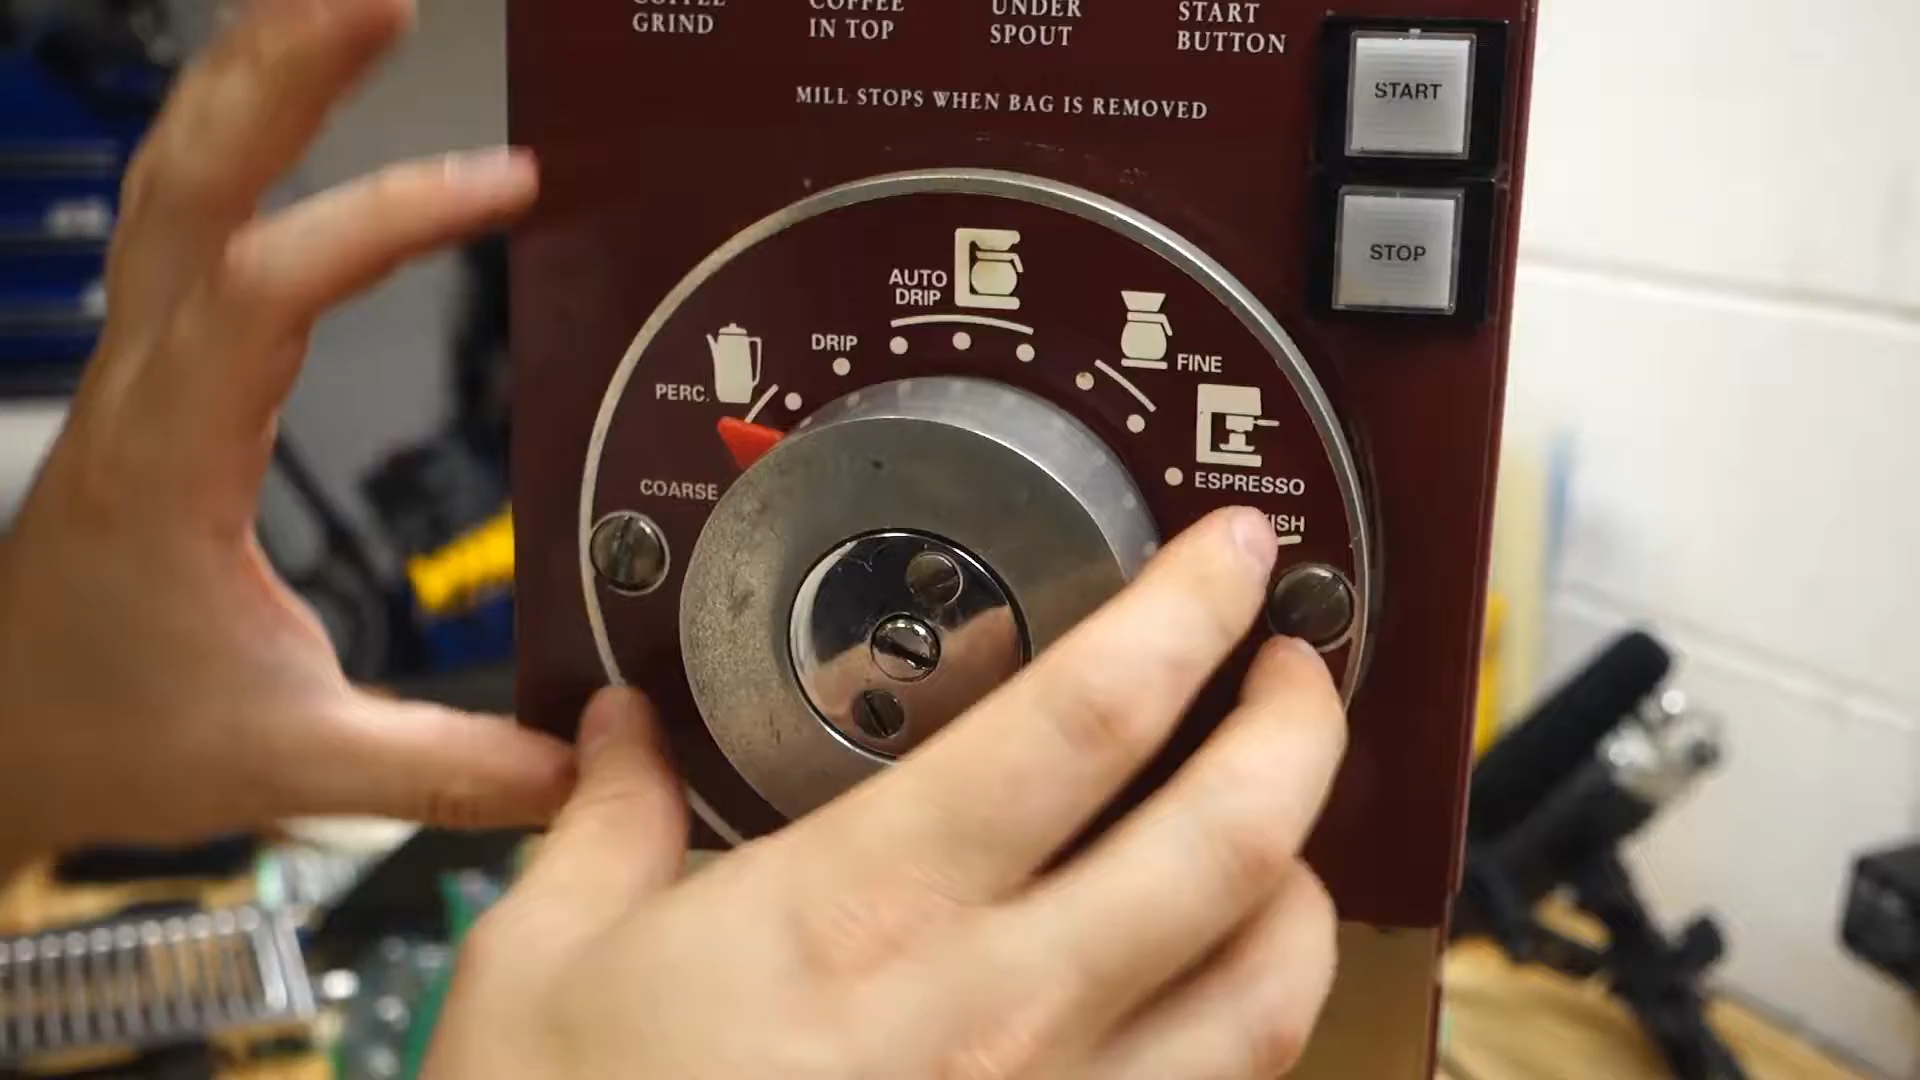 GRIND
COFFEE
IN TOP
UNDER
SPOUT
START
BUTTON
MILL STOPS WHEN BAG IS REMOVED
START
STOP
AUTO
DRIP
DRIP
PERC.
COARSE
FINE
ESPRESSO